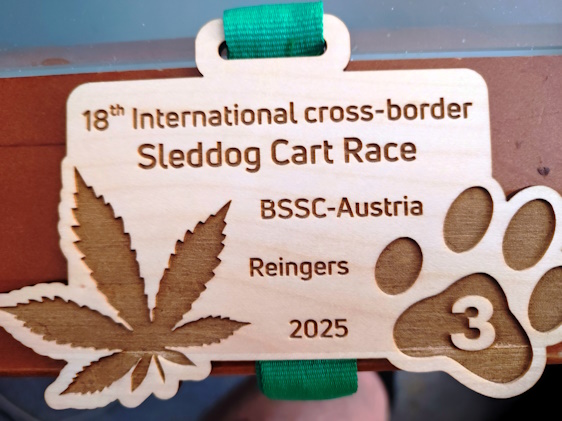 18th International cross-border
Sleddog Cart Race
BSSC-Austria
Reingers
2025
3